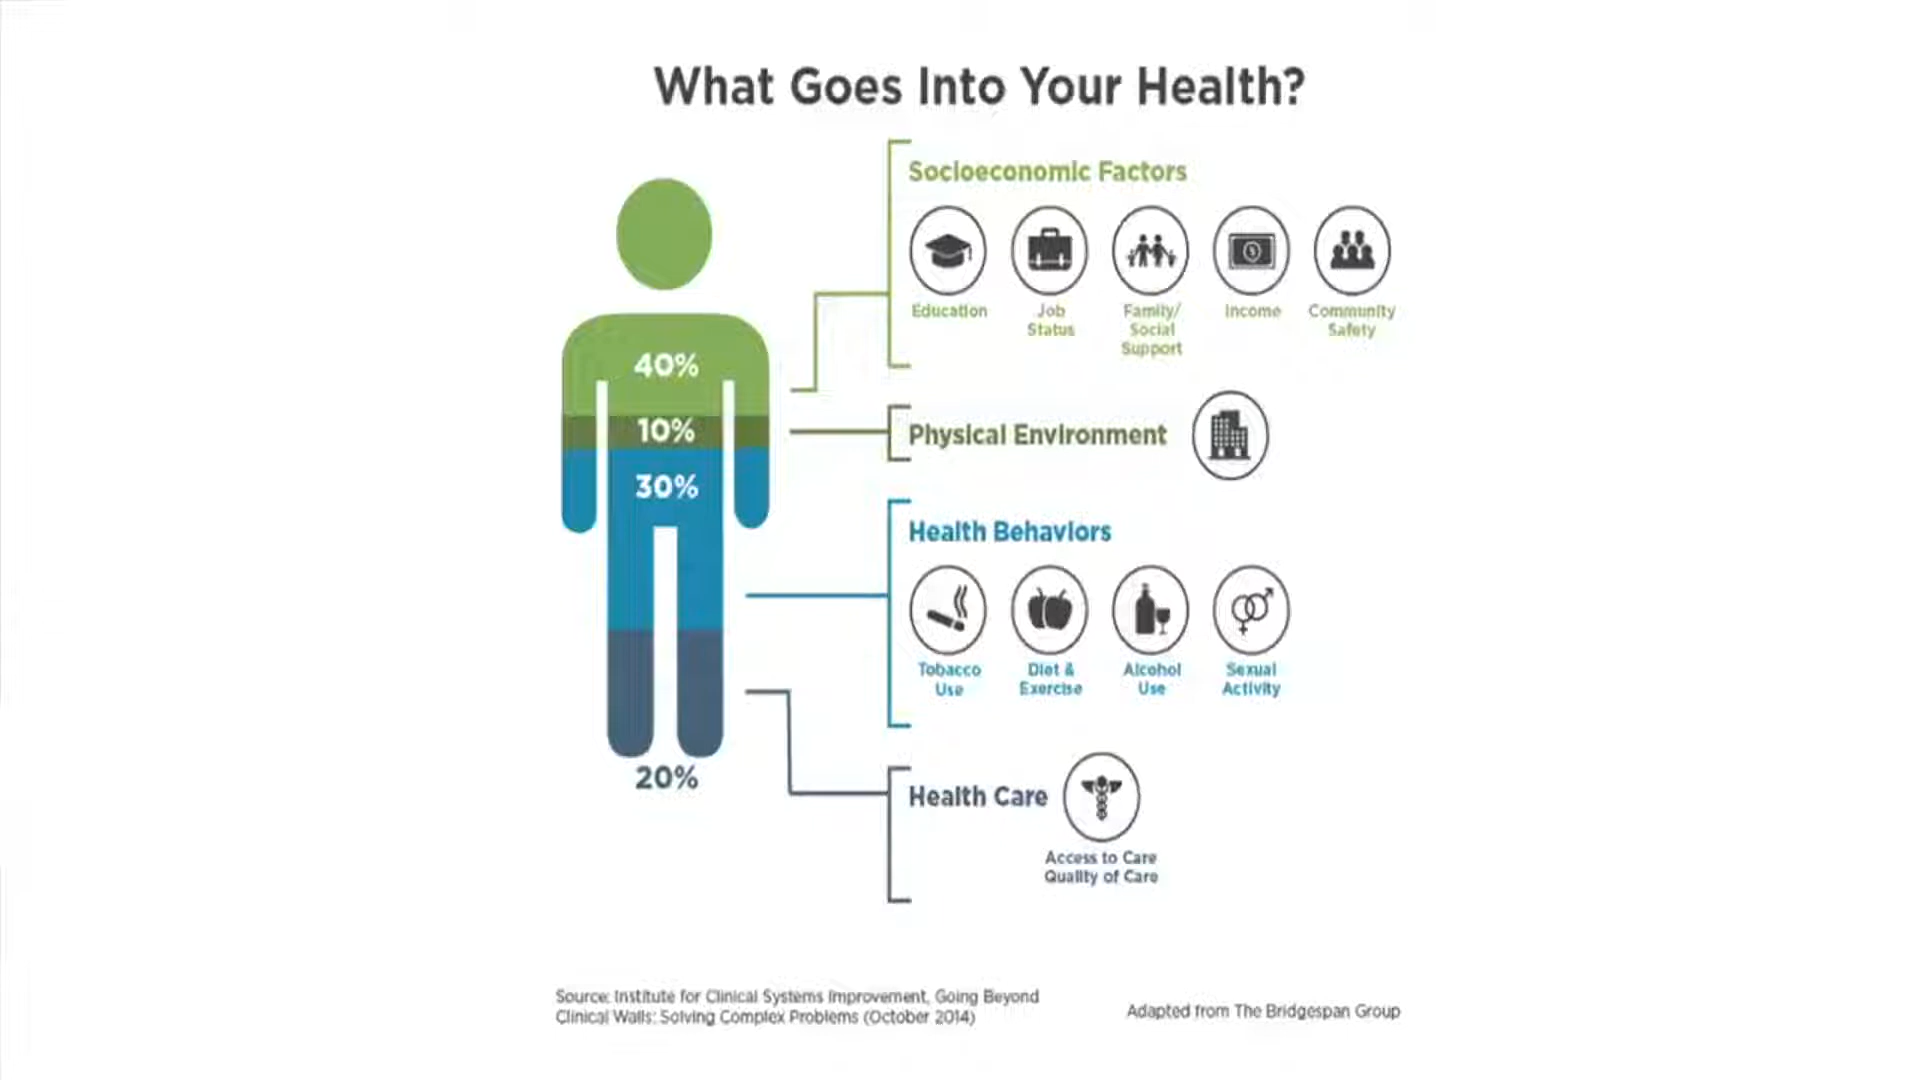 What Goes Into Your Health?
Socioeconomic Factors
Education
Job
Status
Family/
Social
Support
Income
Community
Safety
40%
10%
Physical Environment
30%
Health Behaviors
Tobacco
Use
Diet &
Exercise
Alcohol
Use
Sexual
Activity
20%
Health Care
Access to Care
Quality of Care
Source: Institute for Clinical Systems Improvement, Going Beyond
Clinical Walls: Solving Complex Problems (October 2014)
Adapted from The Bridgespan Group